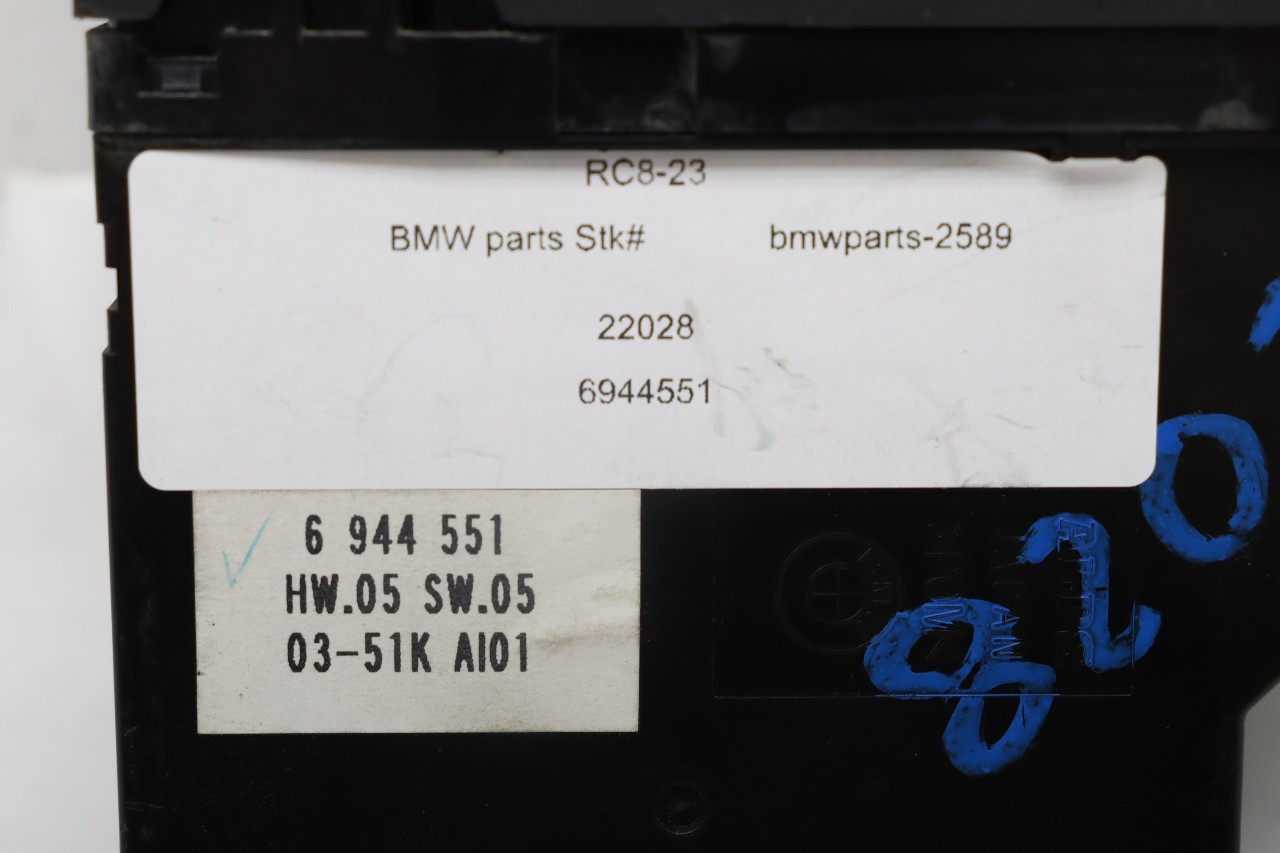 RC8-23
BMW parts Stk# bmwparts-2589
22028
6944551
6 944 551
HW.05 SW.05
03-51K AI01
2028